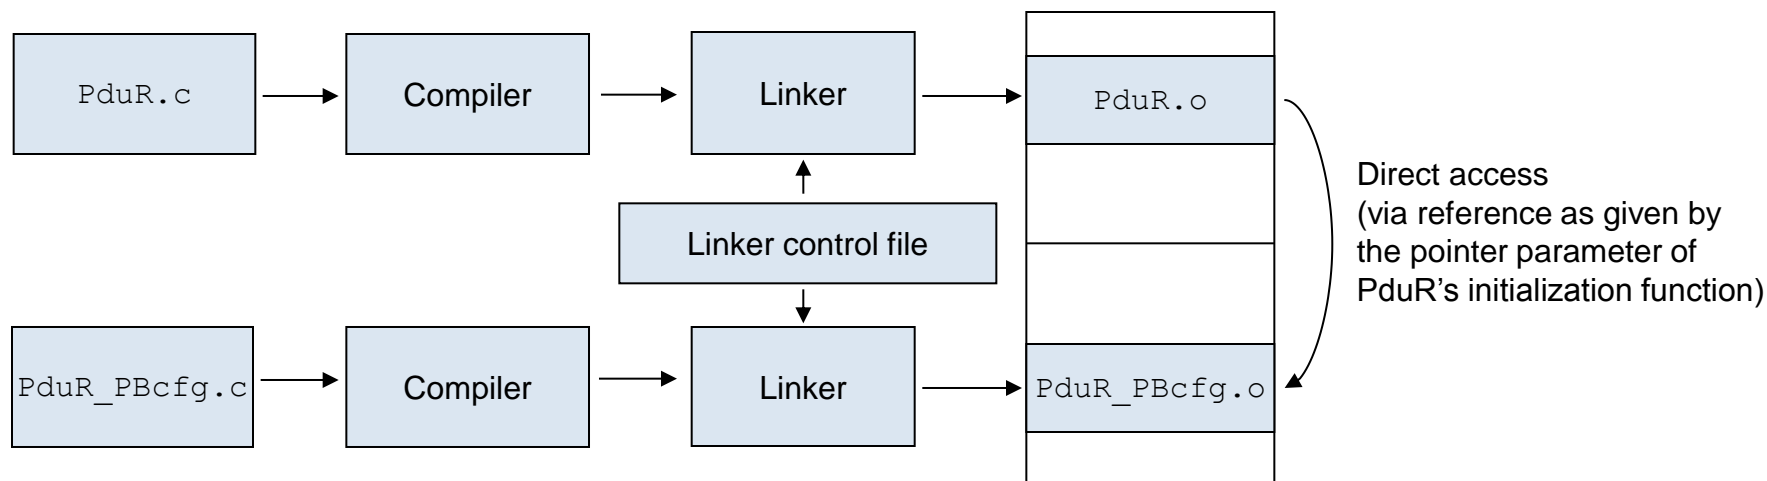 PduR.c
Compiler
Linker
PduR.o
Direct access
(via reference as given by
the pointer parameter of
PduR’s initialization function)
Linker control file
PduR_PBcfg.c
Compiler
Linker
PduR_PBcfg.o